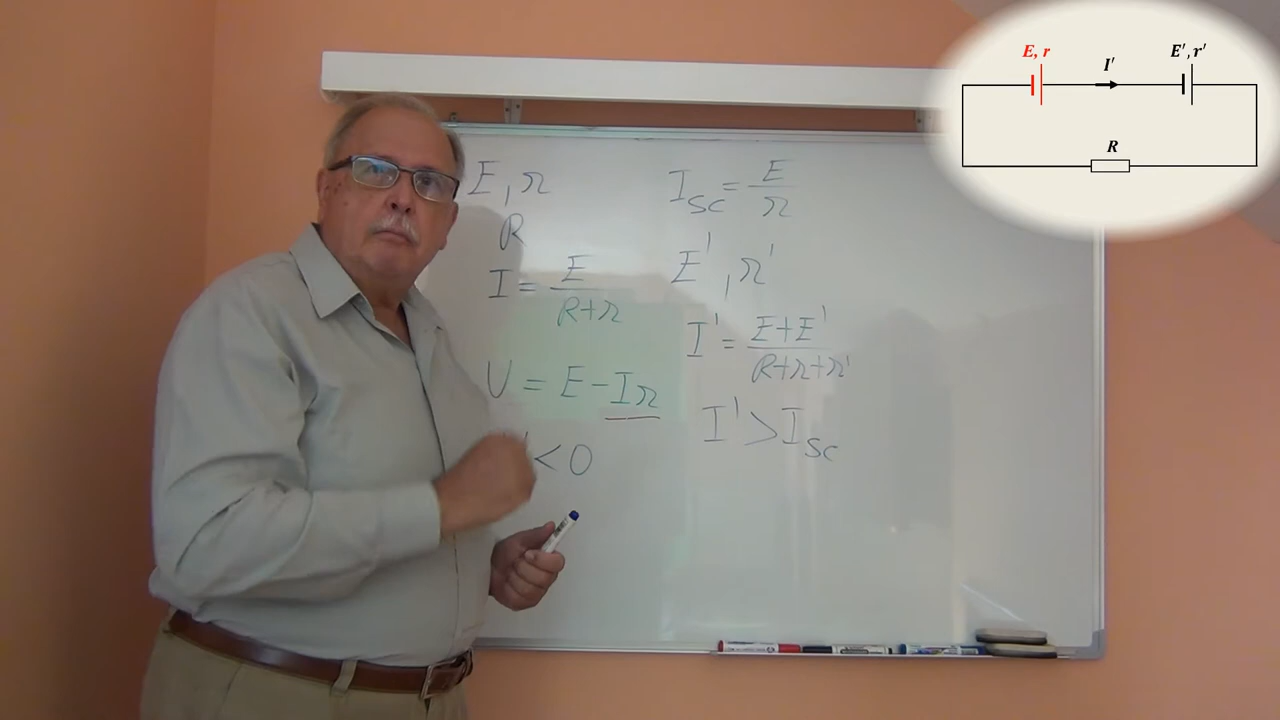 E, r
R
I = E / (R+r)
U = E - Ir
' < 0
I_SC = E / r
E', r'
I' = (E+E') / (R+r+r')
I' > I_SC
E, r
I'
E', r'
R